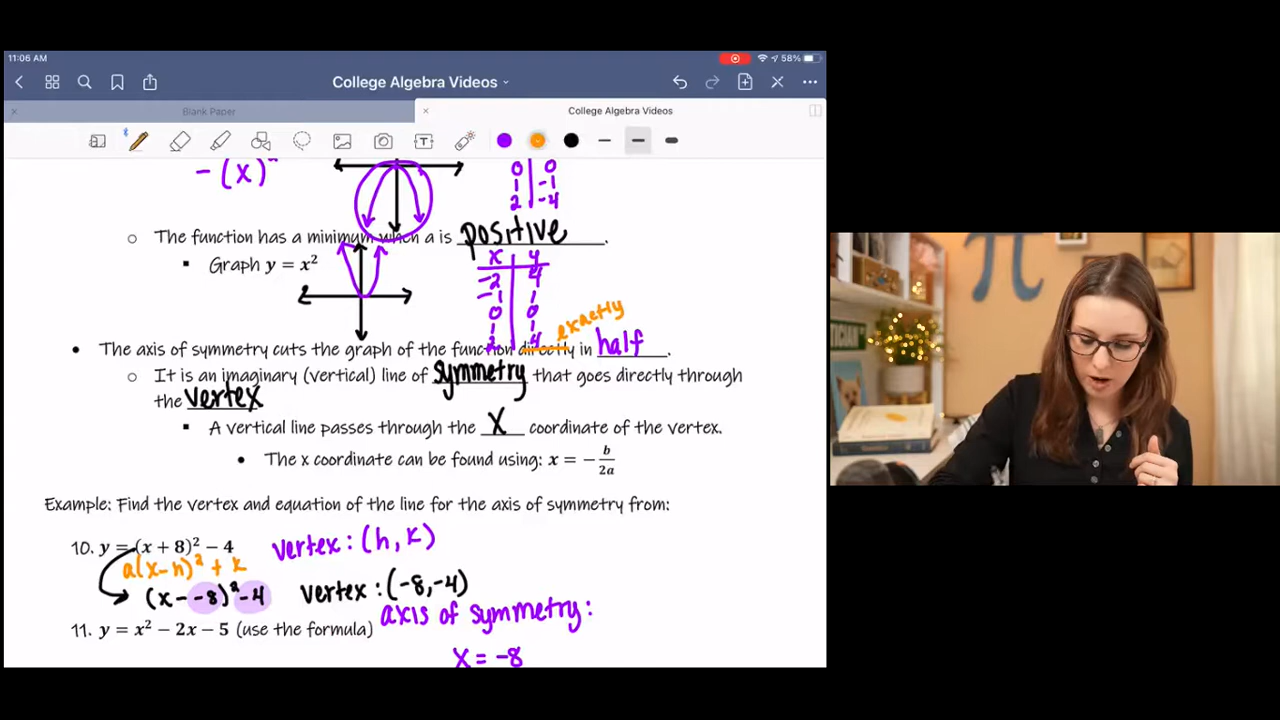 11:06 AM
58%
College Algebra Videos
Blank Paper
College Algebra Videos
- (x)
0 0
1 -1
2 -4
The function has a minimum when a is positive.
Graph y = x²
x y
-2 4
-1 1
0 0
1 1
2 4
exactly
The axis of symmetry cuts the graph of the function directly in half.
It is an imaginary (vertical) line of symmetry that goes directly through
the vertex
A vertical line passes through the x coordinate of the vertex.
The x coordinate can be found using: x = -b/2a
Example: Find the vertex and equation of the line for the axis of symmetry from:
10. y = (x + 8)² - 4 vertex: (h, k)
a(x-h)² + k
(x - -8)² -4 vertex: (-8,-4)
axis of symmetry:
11. y = x² - 2x - 5 (use the formula)
x = -8